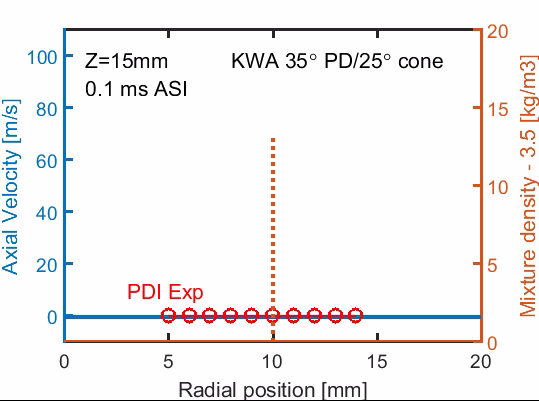 Z=15mm
KWA 35° PD/25° cone
0.1 ms ASI
PDI Exp
Axial Velocity [m/s]
100
80
60
40
20
0
Mixture density - 3.5 [kg/m3]
20
15
10
5
0
0
5
10
15
20
Radial position [mm]